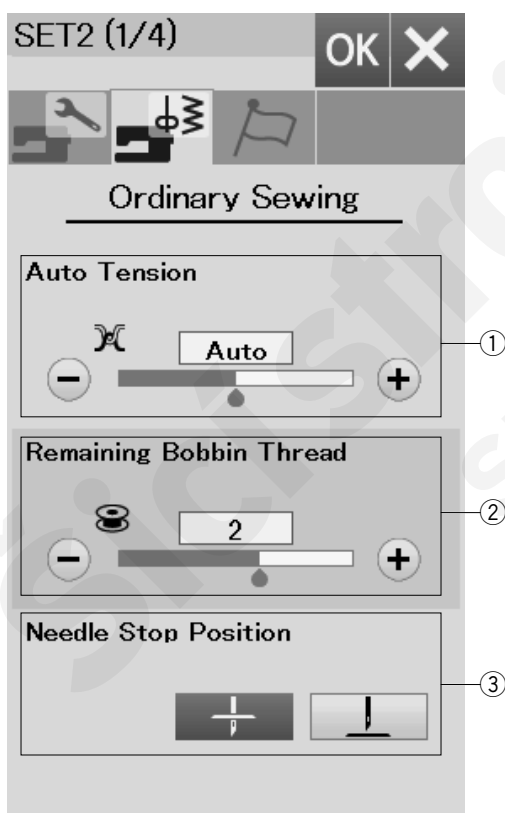 SET2 (1/4)
OK
Ordinary Sewing
Auto Tension
Auto
①
Remaining Bobbin Thread
2
②
Needle Stop Position
③